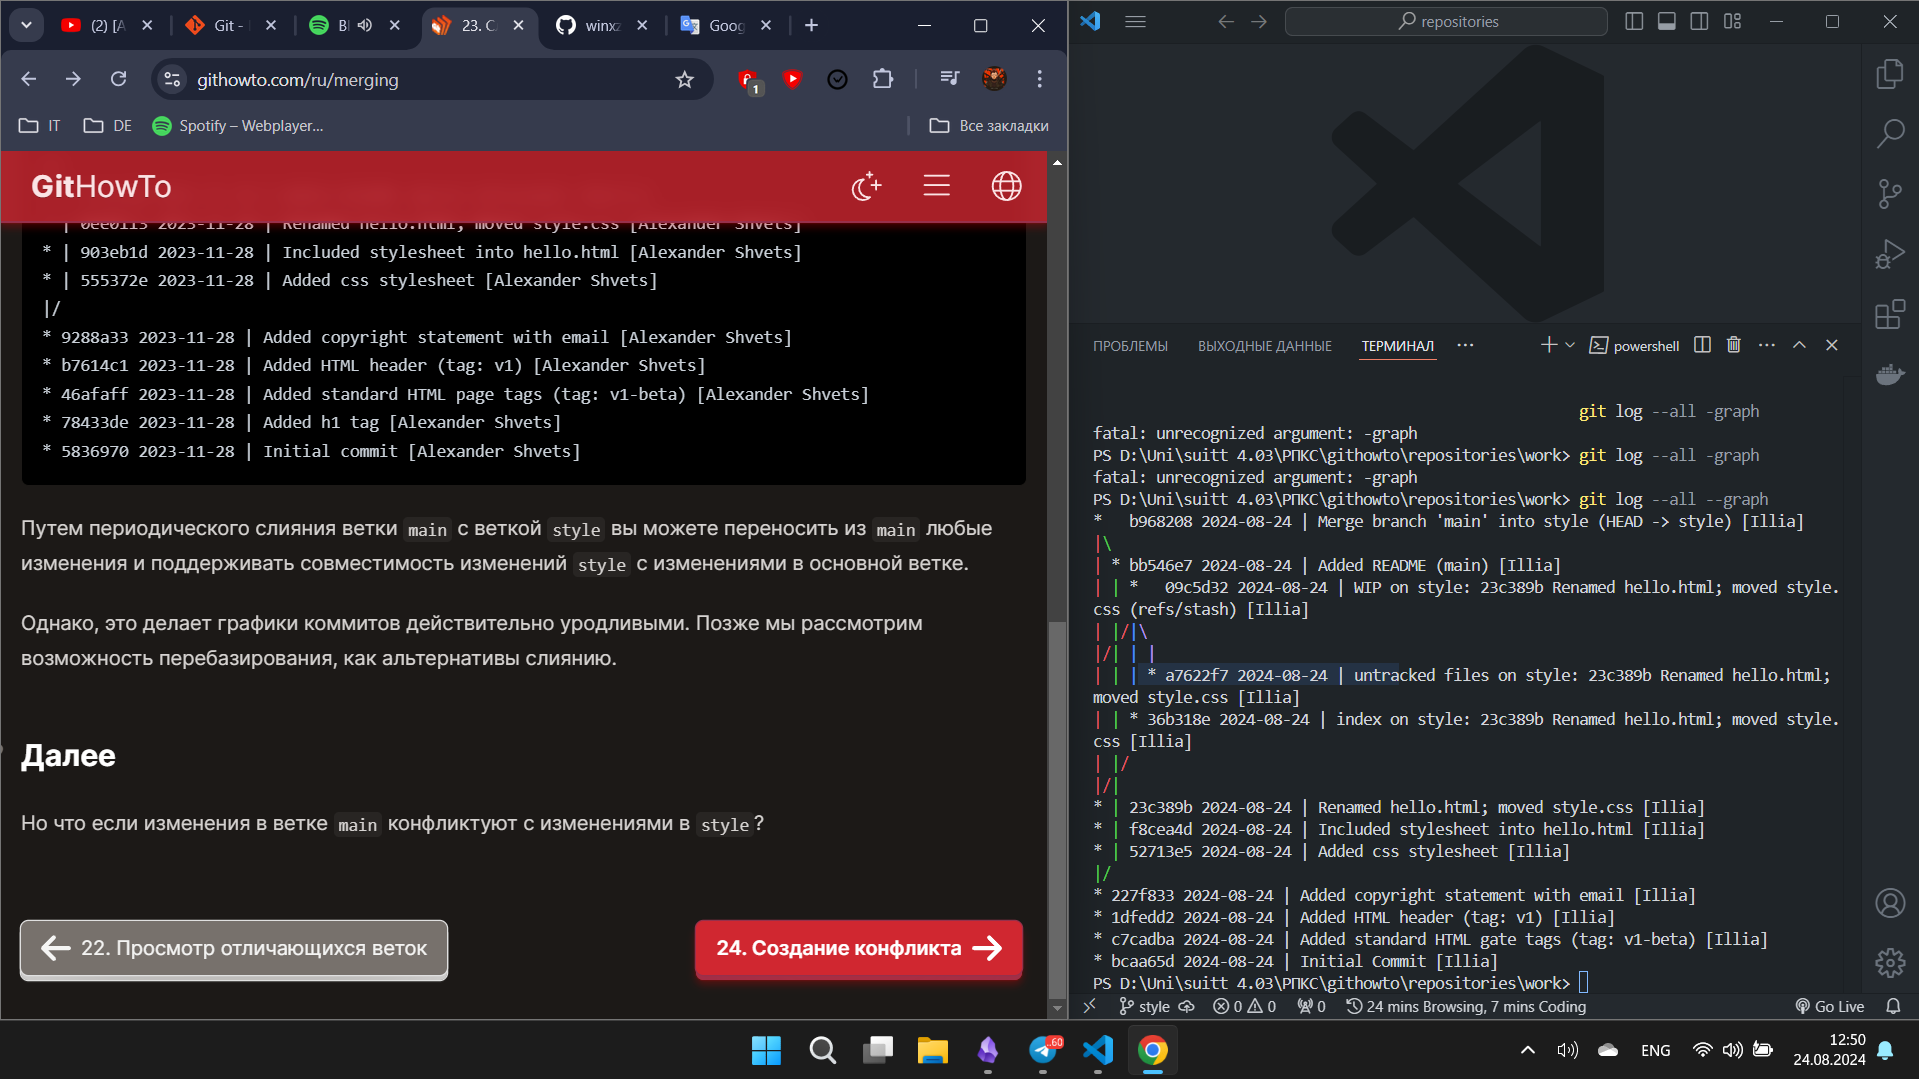 (2) [A
Git -
Bl
23. С
winxz
Goog
githowto.com/ru/merging
1
IT
DE
Spotify – Webplayer...
Все закладки
GitHowTo
| 0ee0113 2023-11-28 | Renamed hello.html; moved style.css [Alexander Shvets]
* | 903eb1d 2023-11-28 | Included stylesheet into hello.html [Alexander Shvets]
* | 555372e 2023-11-28 | Added css stylesheet [Alexander Shvets]
|/
* 9288a33 2023-11-28 | Added copyright statement with email [Alexander Shvets]
* b7614c1 2023-11-28 | Added HTML header (tag: v1) [Alexander Shvets]
* 46afaff 2023-11-28 | Added standard HTML page tags (tag: v1-beta) [Alexander Shvets]
* 78433de 2023-11-28 | Added h1 tag [Alexander Shvets]
* 5836970 2023-11-28 | Initial commit [Alexander Shvets]
Путем периодического слияния ветки main с веткой style вы можете переносить из main любые
изменения и поддерживать совместимость изменений style с изменениями в основной ветке.
Однако, это делает графики коммитов действительно уродливыми. Позже мы рассмотрим
возможность перебазирования, как альтернативы слиянию.
Далее
Но что если изменения в ветке main конфликтуют с изменениями в style?
22. Просмотр отличающихся веток
24. Создание конфликта
repositories
ПРОБЛЕМЫ
ВЫХОДНЫЕ ДАННЫЕ
ТЕРМИНАЛ
powershell
git log --all -graph
fatal: unrecognized argument: -graph
PS D:\Uni\suitt 4.03\РПКС\githowto\repositories\work> git log --all -graph
fatal: unrecognized argument: -graph
PS D:\Uni\suitt 4.03\РПКС\githowto\repositories\work> git log --all --graph
*   b968208 2024-08-24 | Merge branch 'main' into style (HEAD -> style) [Illia]
|\
| * bb546e7 2024-08-24 | Added README (main) [Illia]
| | *   09c5d32 2024-08-24 | WIP on style: 23c389b Renamed hello.html; moved style.
css (refs/stash) [Illia]
| |/|\
|/| | |
| | | * a7622f7 2024-08-24 | untracked files on style: 23c389b Renamed hello.html;
moved style.css [Illia]
| | * 36b318e 2024-08-24 | index on style: 23c389b Renamed hello.html; moved style.
css [Illia]
| |/
|/|
* | 23c389b 2024-08-24 | Renamed hello.html; moved style.css [Illia]
* | f8cea4d 2024-08-24 | Included stylesheet into hello.html [Illia]
* | 52713e5 2024-08-24 | Added css stylesheet [Illia]
|/
* 227f833 2024-08-24 | Added copyright statement with email [Illia]
* 1dfedd2 2024-08-24 | Added HTML header (tag: v1) [Illia]
* c7cadba 2024-08-24 | Added standard HTML gate tags (tag: v1-beta) [Illia]
* bcaa65d 2024-08-24 | Initial Commit [Illia]
PS D:\Uni\suitt 4.03\РПКС\githowto\repositories\work>
style
0
0
0
24 mins Browsing, 7 mins Coding
Go Live
60
ENG
12:50
24.08.2024